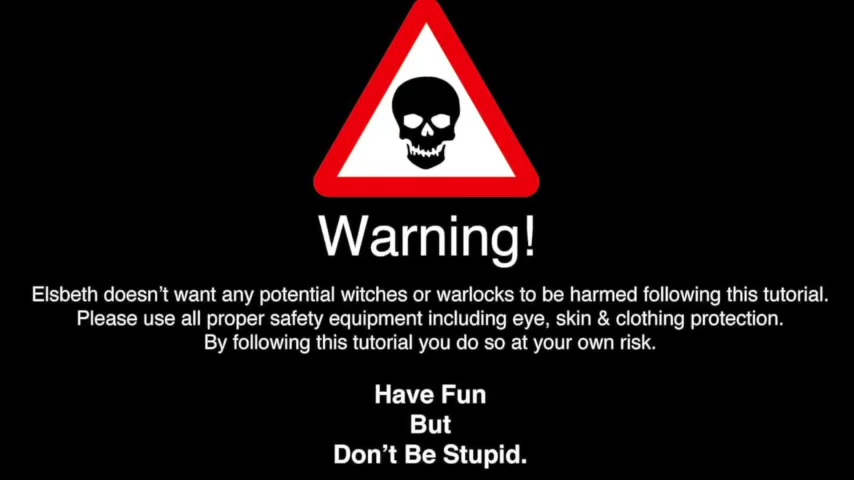 Warning!
Elsbeth doesn't want any potential witches or warlocks to be harmed following this tutorial.
Please use all proper safety equipment including eye, skin & clothing protection.
By following this tutorial you do so at your own risk.
Have Fun
But
Don't Be Stupid.